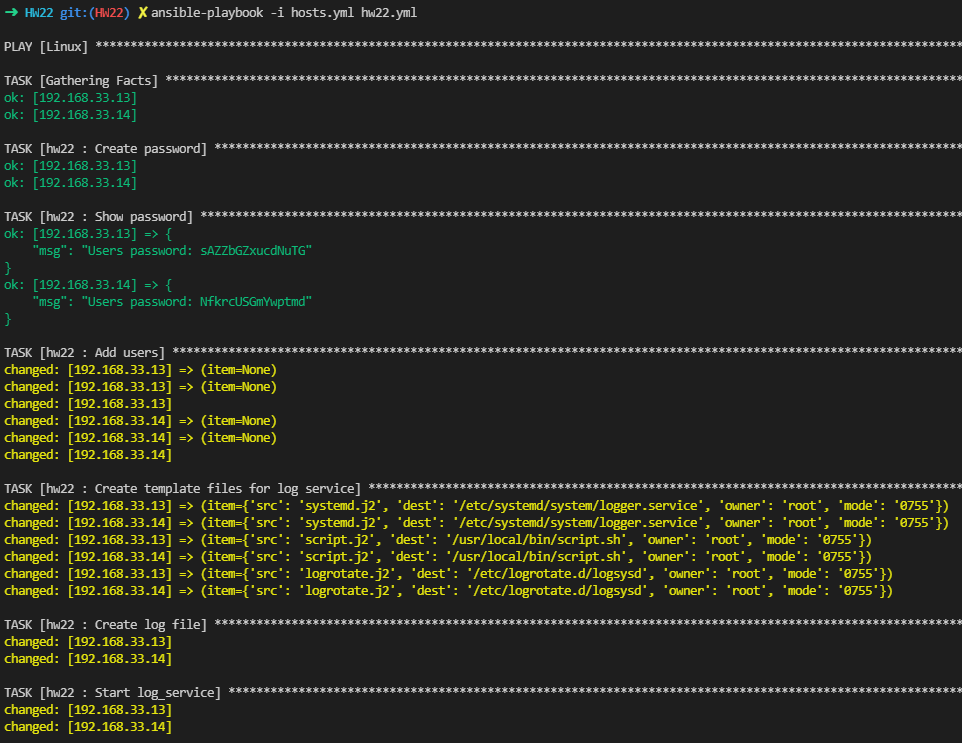 ➜ HW22 git:(HW22) ✗ ansible-playbook -i hosts.yml hw22.yml
PLAY [Linux] ****************************************************************************************************************************
TASK [Gathering Facts] ******************************************************************************************************************
ok: [192.168.33.13]
ok: [192.168.33.14]
TASK [hw22 : Create password] ***********************************************************************************************************
ok: [192.168.33.13]
ok: [192.168.33.14]
TASK [hw22 : Show password] *************************************************************************************************************
ok: [192.168.33.13] => {
    "msg": "Users password: sAZZbGZxucdNuTG"
}
ok: [192.168.33.14] => {
    "msg": "Users password: NfkrcUSGmYwptmd"
}
TASK [hw22 : Add users] *****************************************************************************************************************
changed: [192.168.33.13] => (item=None)
changed: [192.168.33.13] => (item=None)
changed: [192.168.33.13]
changed: [192.168.33.14] => (item=None)
changed: [192.168.33.14] => (item=None)
changed: [192.168.33.14]
TASK [hw22 : Create template files for log service] *************************************************************************************
changed: [192.168.33.13] => (item={'src': 'systemd.j2', 'dest': '/etc/systemd/system/logger.service', 'owner': 'root', 'mode': '0755'})
changed: [192.168.33.14] => (item={'src': 'systemd.j2', 'dest': '/etc/systemd/system/logger.service', 'owner': 'root', 'mode': '0755'})
changed: [192.168.33.13] => (item={'src': 'script.j2', 'dest': '/usr/local/bin/script.sh', 'owner': 'root', 'mode': '0755'})
changed: [192.168.33.14] => (item={'src': 'script.j2', 'dest': '/usr/local/bin/script.sh', 'owner': 'root', 'mode': '0755'})
changed: [192.168.33.13] => (item={'src': 'logrotate.j2', 'dest': '/etc/logrotate.d/logsysd', 'owner': 'root', 'mode': '0755'})
changed: [192.168.33.14] => (item={'src': 'logrotate.j2', 'dest': '/etc/logrotate.d/logsysd', 'owner': 'root', 'mode': '0755'})
TASK [hw22 : Create log file] ***********************************************************************************************************
changed: [192.168.33.13]
changed: [192.168.33.14]
TASK [hw22 : Start log_service] *********************************************************************************************************
changed: [192.168.33.13]
changed: [192.168.33.14]